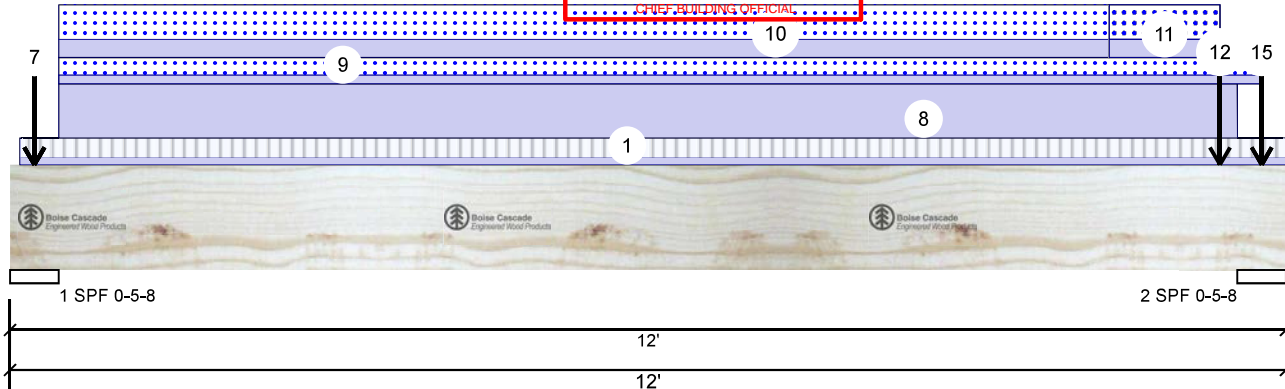 CHIEF BUILDING OFFICIAL
10
11
7
9
12
15
8
1
Boise Cascade
Engineered Wood Products
Boise Cascade
Engineered Wood Products
Boise Cascade
Engineered Wood Products
1 SPF 0-5-8
2 SPF 0-5-8
12'
12'